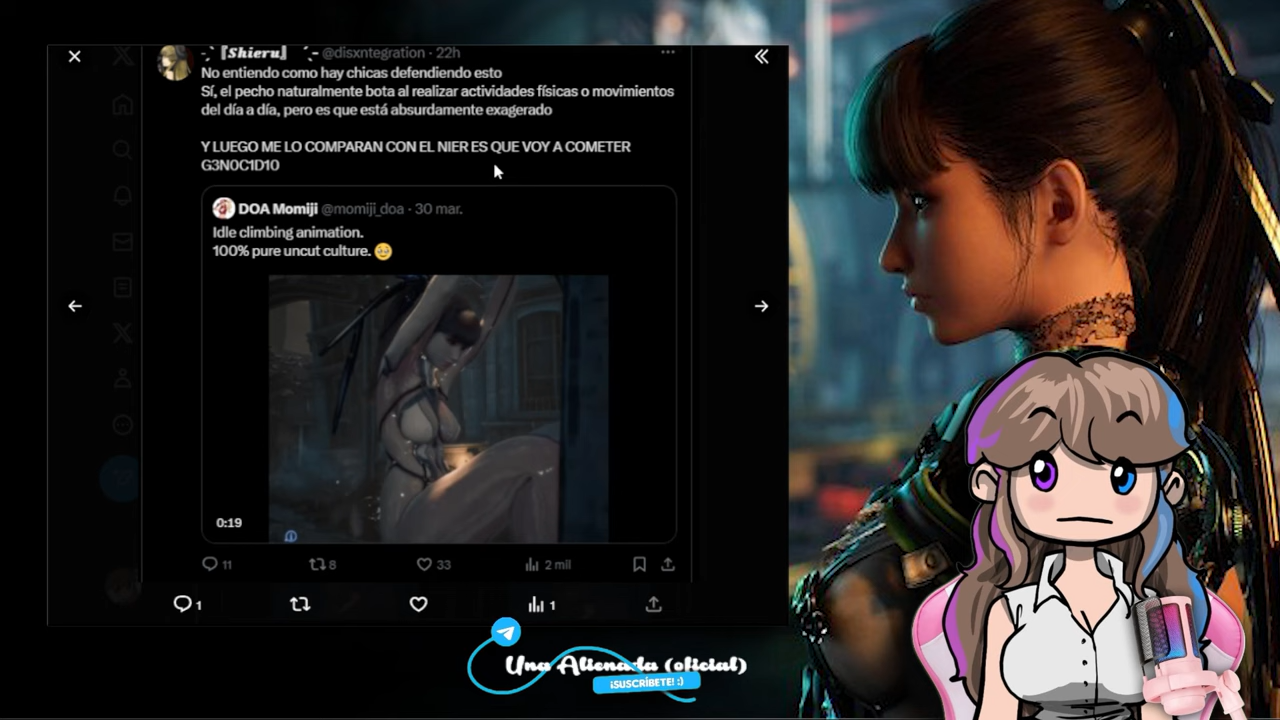 -ˋˏ『Shieru』ˎˊ- @disxntegration · 22h
No entiendo como hay chicas defendiendo esto
Sí, el pecho naturalmente bota al realizar actividades físicas o movimientos
del día a día, pero es que está absurdamente exagerado
Y LUEGO ME LO COMPARAN CON EL NIER ES QUE VOY A COMETER
G3N0C1D10
DOA Momiji @momiji_doa · 30 mar.
Idle climbing animation.
100% pure uncut culture. 🥹
0:19
11 8 33 2 mil
1 1
Una Alienada (oficial)
¡SUSCRÍBETE! :)